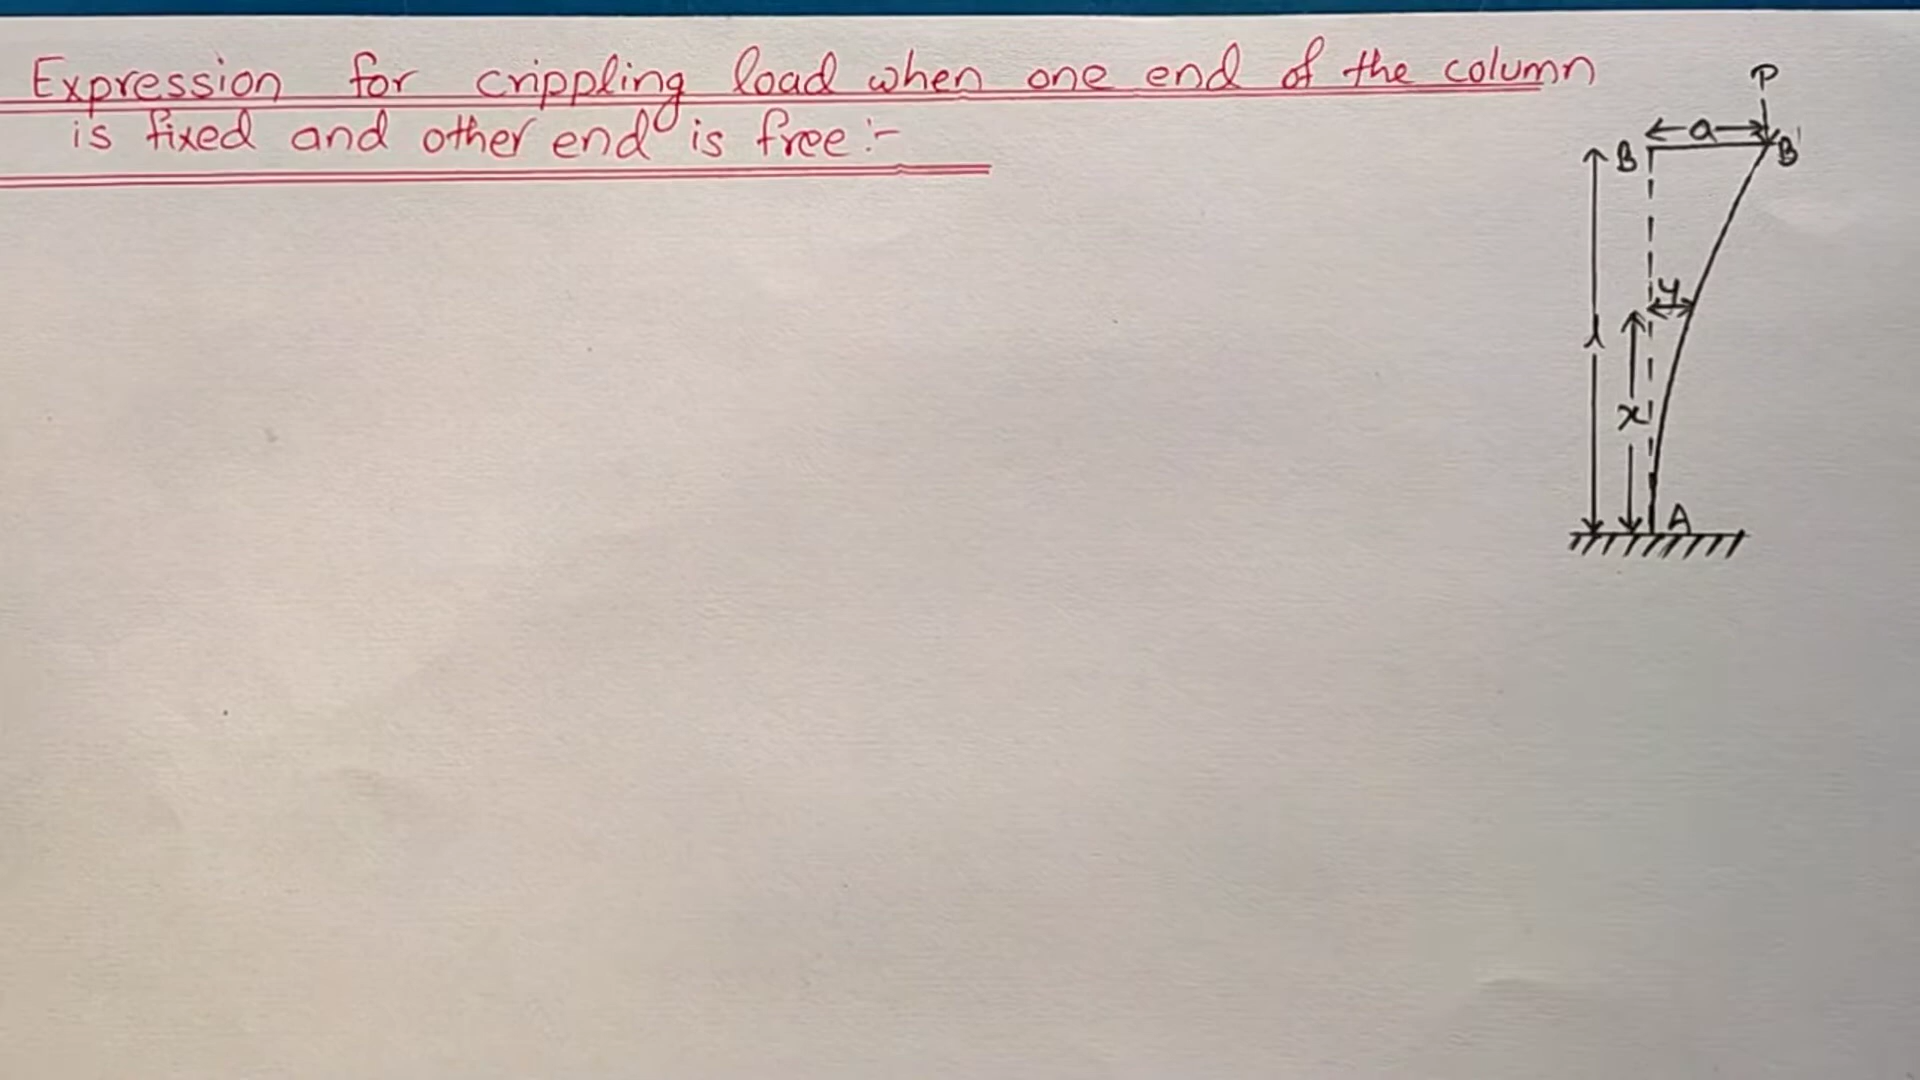 Expression for crippling load when one end of the column
is fixed and other end is free :-
P
a
B
B'
y
l
x
A